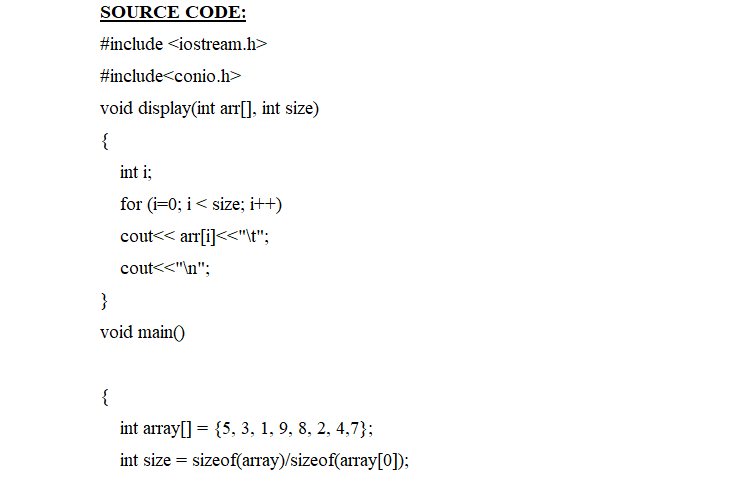 SOURCE CODE:
#include <iostream.h>
#include<conio.h>
void display(int arr[], int size)
{
int i;
for (i=0; i < size; i++)
cout<< arr[i]<<"\t";
cout<<"\n";
}
void main()
{
int array[] = {5, 3, 1, 9, 8, 2, 4,7};
int size = sizeof(array)/sizeof(array[0]);